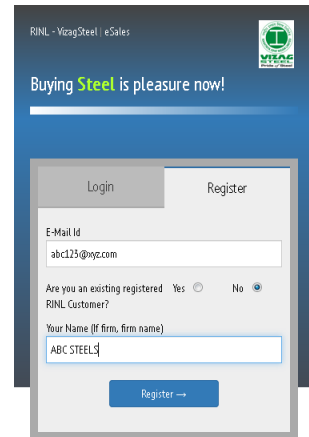 RINL - VizagSteel | eSales
VIZAG
STEEL
Pride of Steel
Buying Steel is pleasure now!
Login
Register
E-Mail Id
abc123@xyz.com
Are you an existing registered Yes No
RINL Customer?
Your Name (If firm, firm name)
ABC STEELS
Register →